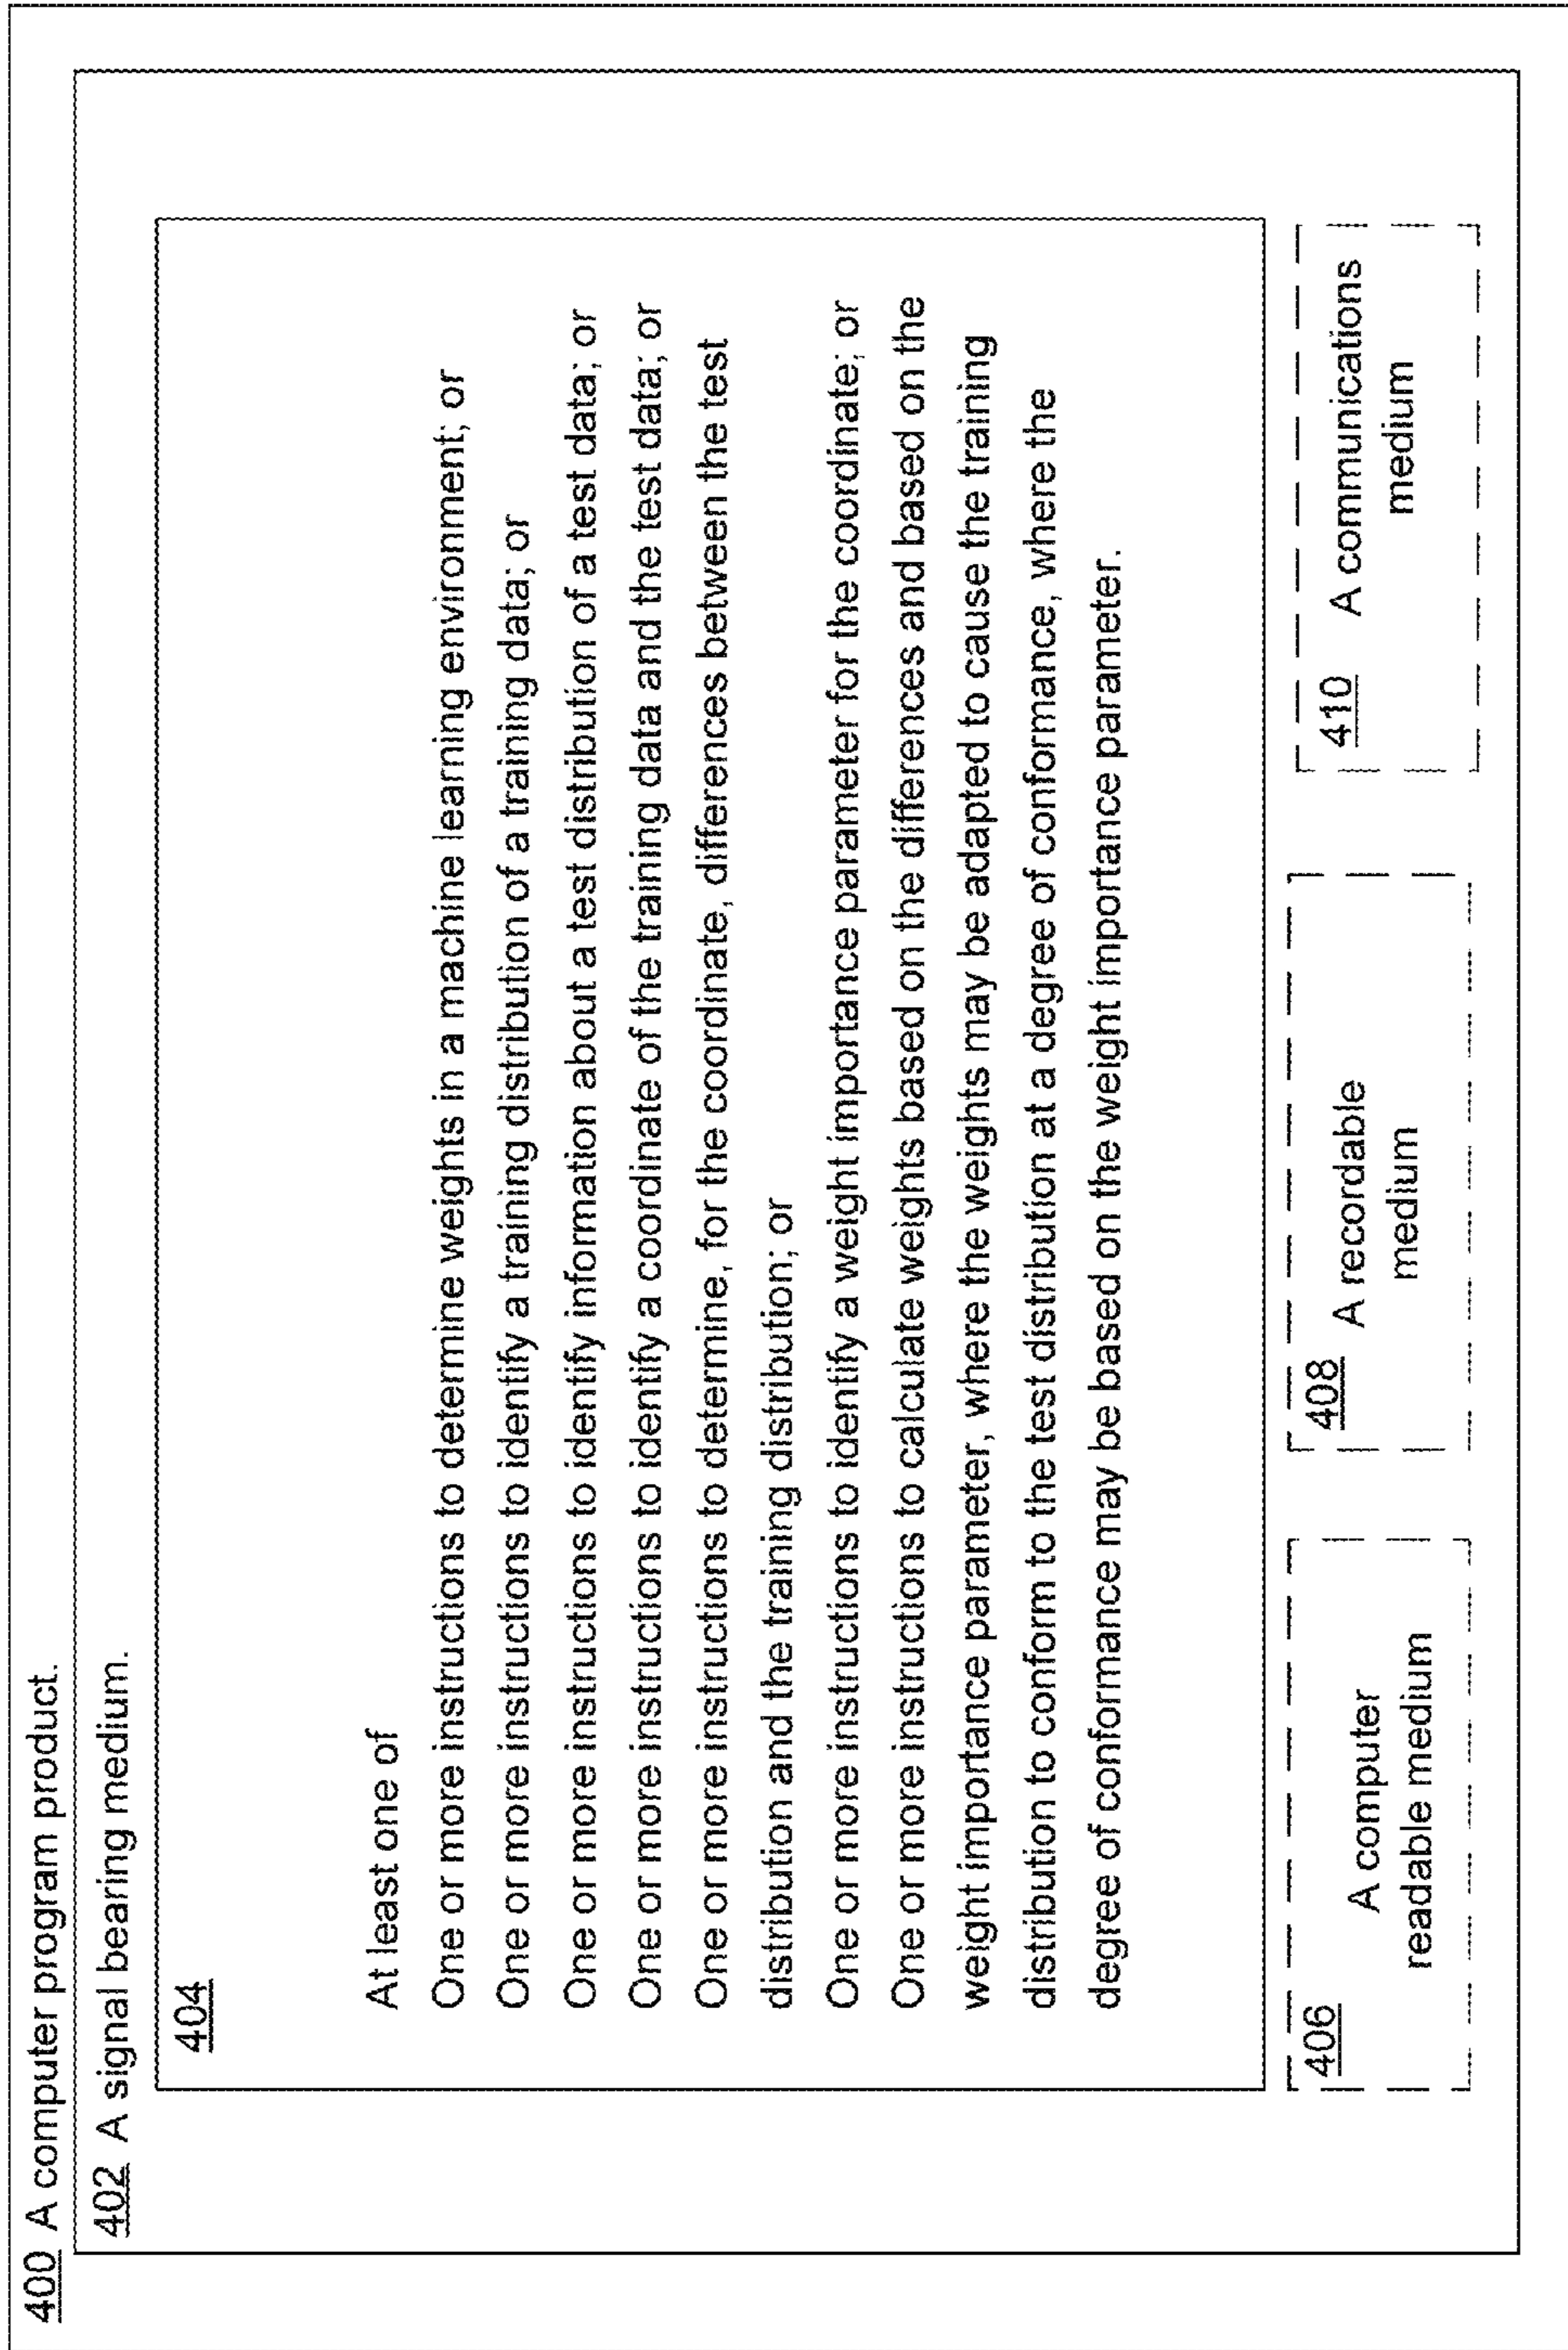 400 A computer program product.
402 A signal bearing medium.
404
At least one of
One or more instructions to determine weights in a machine learning environment; or
One or more instructions to identify a training distribution of a training data; or
One or more instructions to identify information about a test distribution of a test data; or
One or more instructions to identify a coordinate of the training data and the test data; or
One or more instructions to determine, for the coordinate, differences between the test
distribution and the training distribution; or
One or more instructions to identify a weight importance parameter for the coordinate; or
One or more instructions to calculate weights based on the differences and based on the
weight importance parameter, where the weights may be adapted to cause the training
distribution to conform to the test distribution at a degree of conformance, where the
degree of conformance may be based on the weight importance parameter.
406
A computer
readable medium
408
A recordable
medium
410
A communications
medium